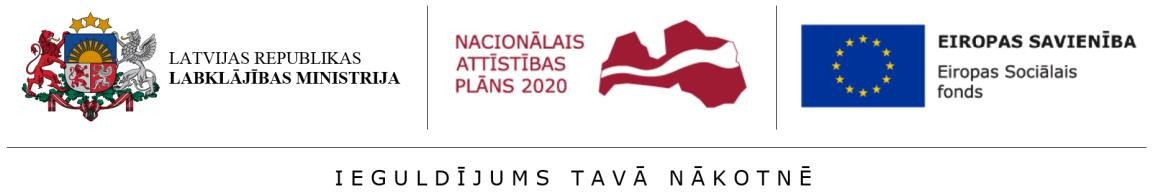 LATVIJAS REPUBLIKAS
LABKLĀJĪBAS MINISTRIJA
NACIONĀLAIS
ATTĪSTĪBAS
PLĀNS 2020
EIROPAS SAVIENĪBA
Eiropas Sociālais
fonds
IEGULDĪJUMS TAVĀ NĀKOTNĒ